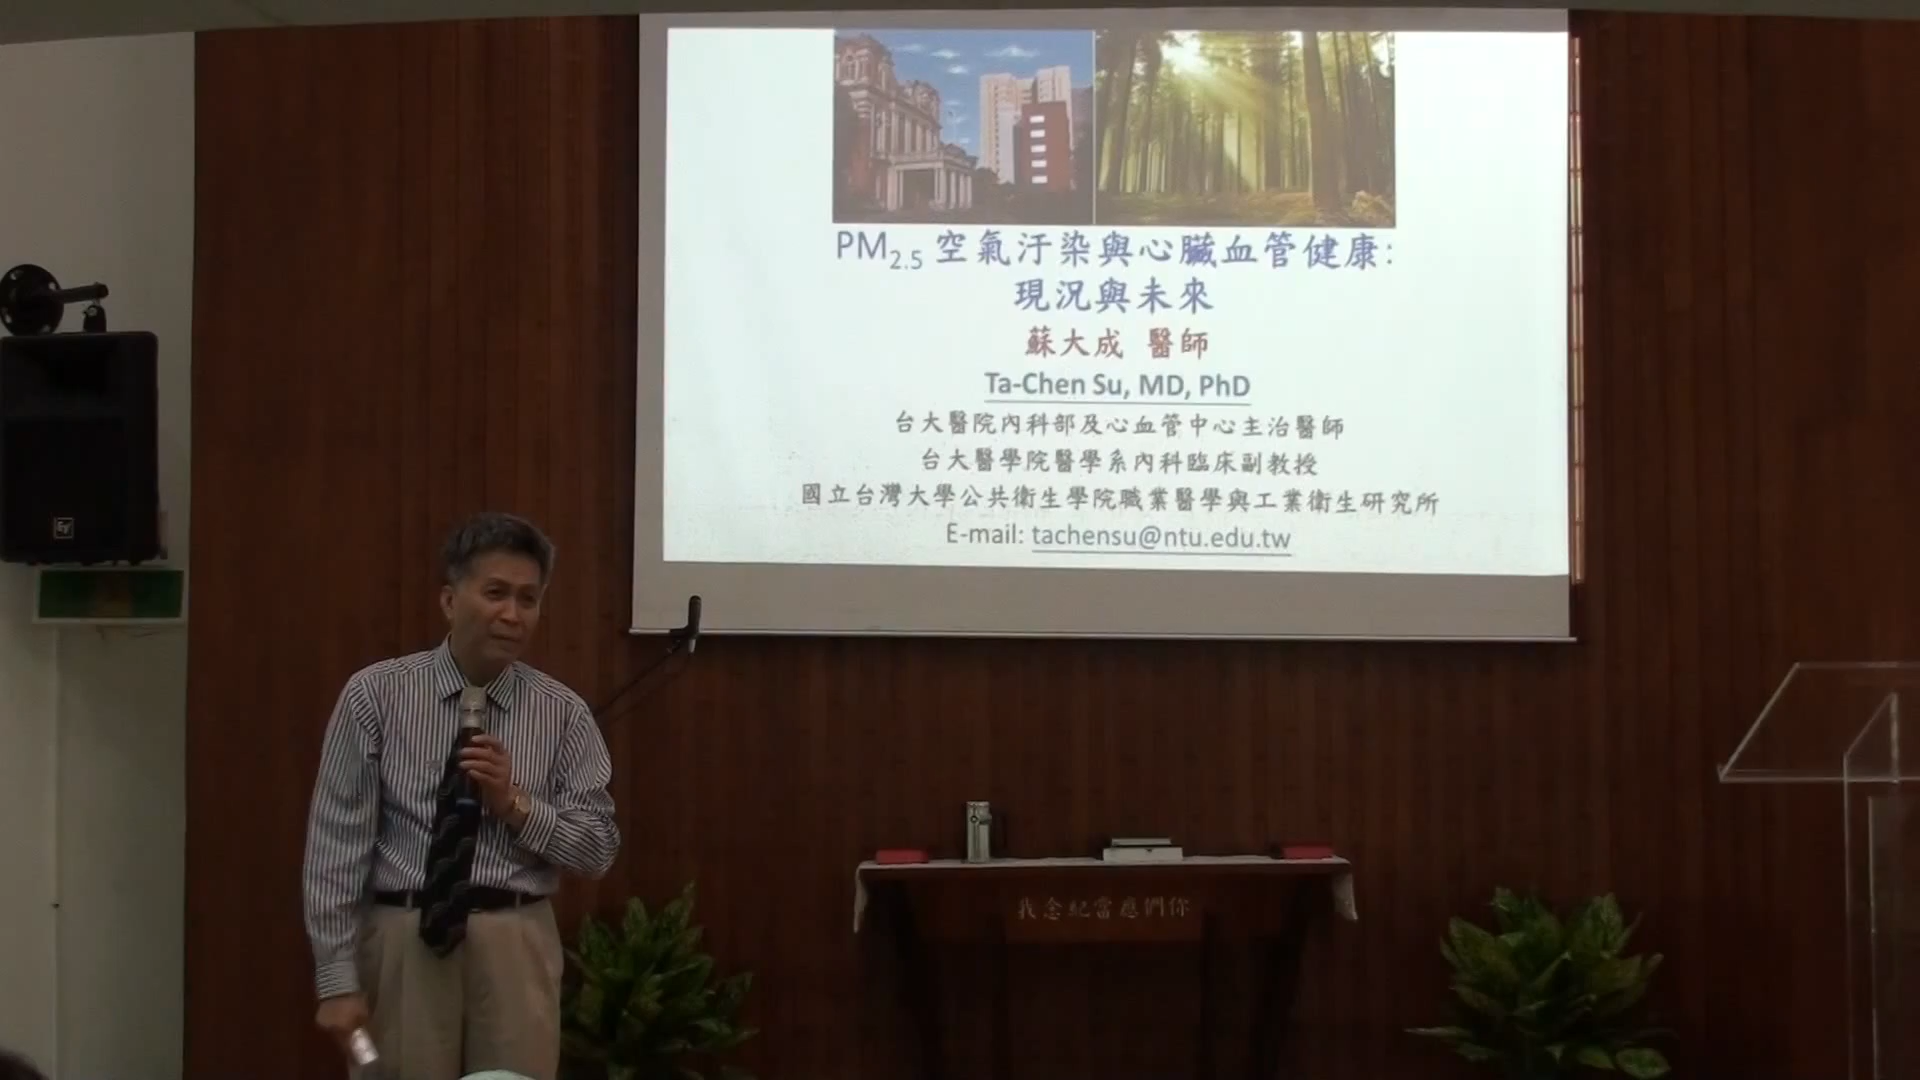 PM2.5 空氣汙染與心臟血管健康:
現況與未來
蘇大成 醫師
Ta-Chen Su, MD, PhD
台大醫院內科部及心血管中心主治醫師
台大醫學院醫學系內科臨床副教授
國立台灣大學公共衛生學院職業醫學與工業衛生研究所
E-mail: tachensu@ntu.edu.tw
EV
我念紀當應們你